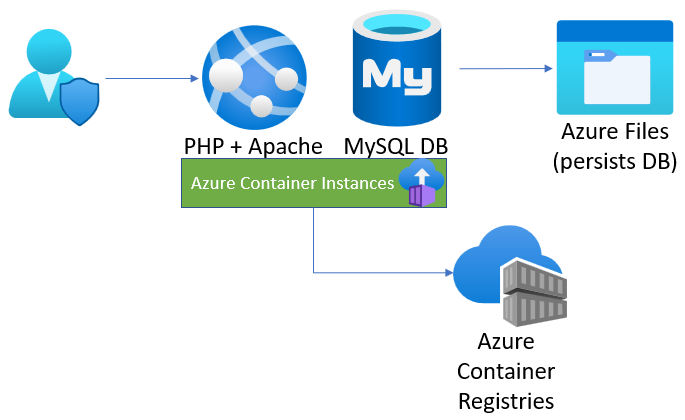 My
PHP + Apache
MySQL DB
Azure Files
(persists DB)
Azure Container Instances
Azure
Container
Registries